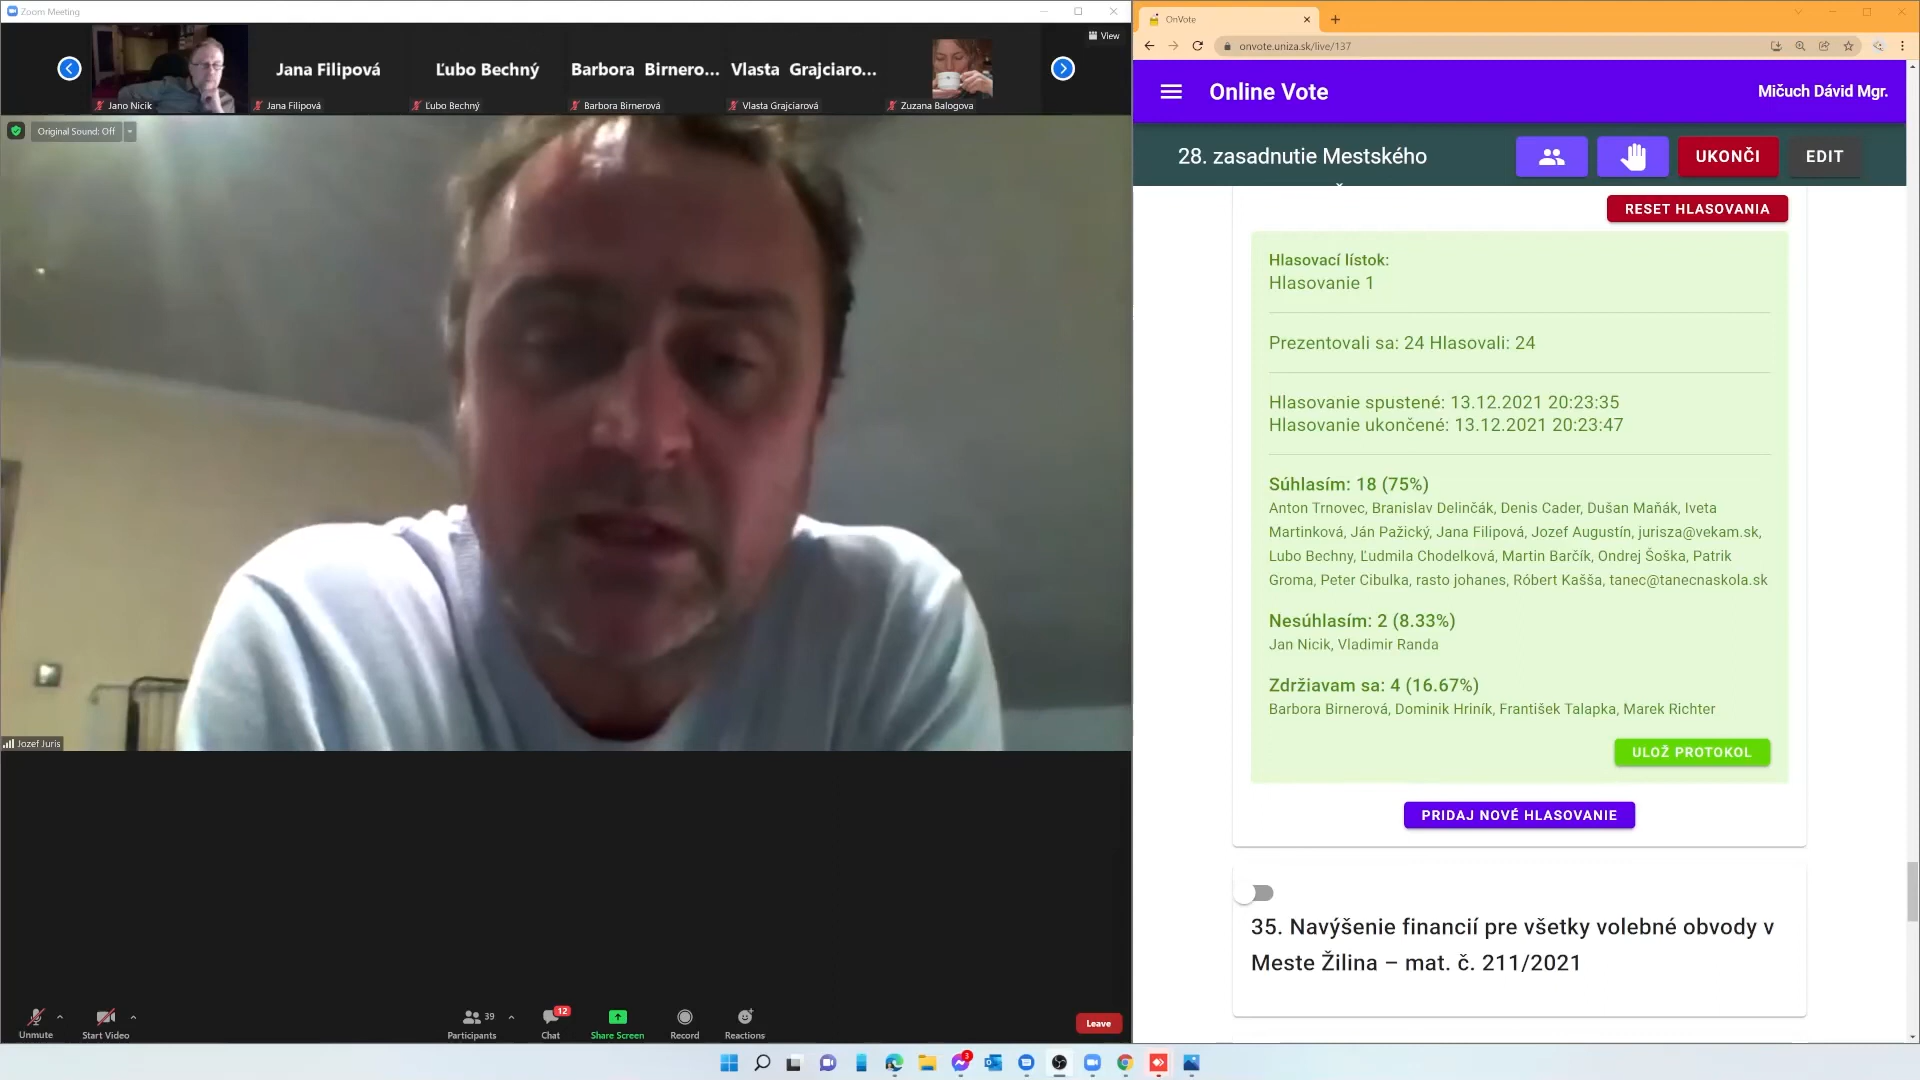 Zoom Meeting
View
Jana Filipová
Ľubo Bechný
Barbora Birnero...
Vlasta Grajciaro...
Jano Nicik
Jana Filipová
Ľubo Bechný
Barbora Birnerová
Vlasta Grajciarová
Zuzana Balogova
Original Sound: Off
Jozef Juris
Unmute
Start Video
39
Participants
12
Chat
Share Screen
Record
Reactions
Leave
OnVote
onvote.uniza.sk/live/137
Online Vote
Mičuch Dávid Mgr.
28. zasadnutie Mestského
UKONČI
EDIT
RESET HLASOVANIA
Hlasovací lístok:
Hlasovanie 1
Prezentovali sa: 24 Hlasovali: 24
Hlasovanie spustené: 13.12.2021 20:23:35
Hlasovanie ukončené: 13.12.2021 20:23:47
Súhlasím: 18 (75%)
Anton Trnovec, Branislav Delinčák, Denis Cader, Dušan Maňák, Iveta
Martinková, Ján Pažický, Jana Filipová, Jozef Augustín, jurisza@vekam.sk,
Lubo Bechny, Ľudmila Chodelková, Martin Barčík, Ondrej Šoška, Patrik
Groma, Peter Cibulka, rasto johanes, Róbert Kašša, tanec@tanecnaskola.sk
Nesúhlasím: 2 (8.33%)
Jan Nicik, Vladimir Randa
Zdržiavam sa: 4 (16.67%)
Barbora Birnerová, Dominik Hriník, František Talapka, Marek Richter
ULOŽ PROTOKOL
PRIDAJ NOVÉ HLASOVANIE
35. Navýšenie financií pre všetky volebné obvody v
Meste Žilina – mat. č. 211/2021
3